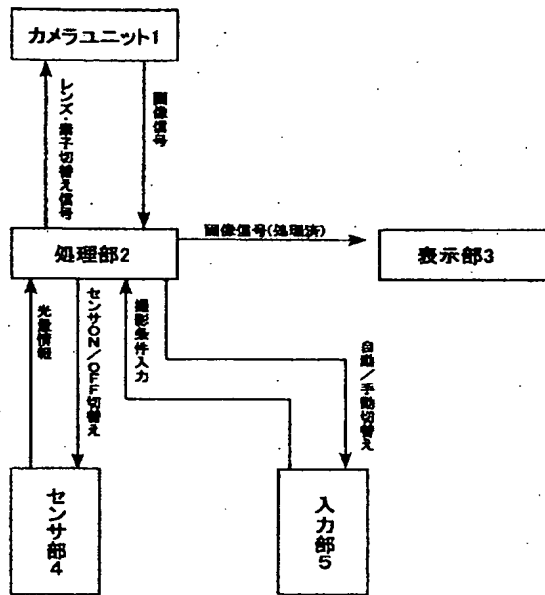 カメラユニット1
レンズ・素子切替え信号
画像信号
画像信号(処理済)
処理部2
表示部3
光量情報
センサON/OFF切替え
撮影条件入力
自動/手動切替え
センサ部4
入力部5